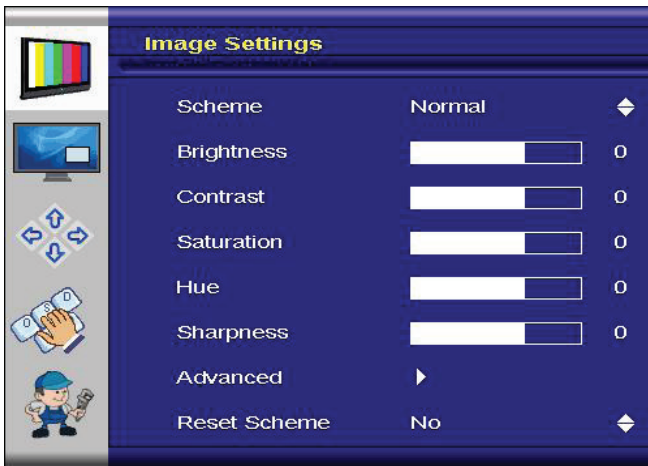 Image Settings
Scheme Normal
Brightness 0
Contrast 0
Saturation 0
Hue 0
Sharpness 0
Advanced
Reset Scheme No
O S D